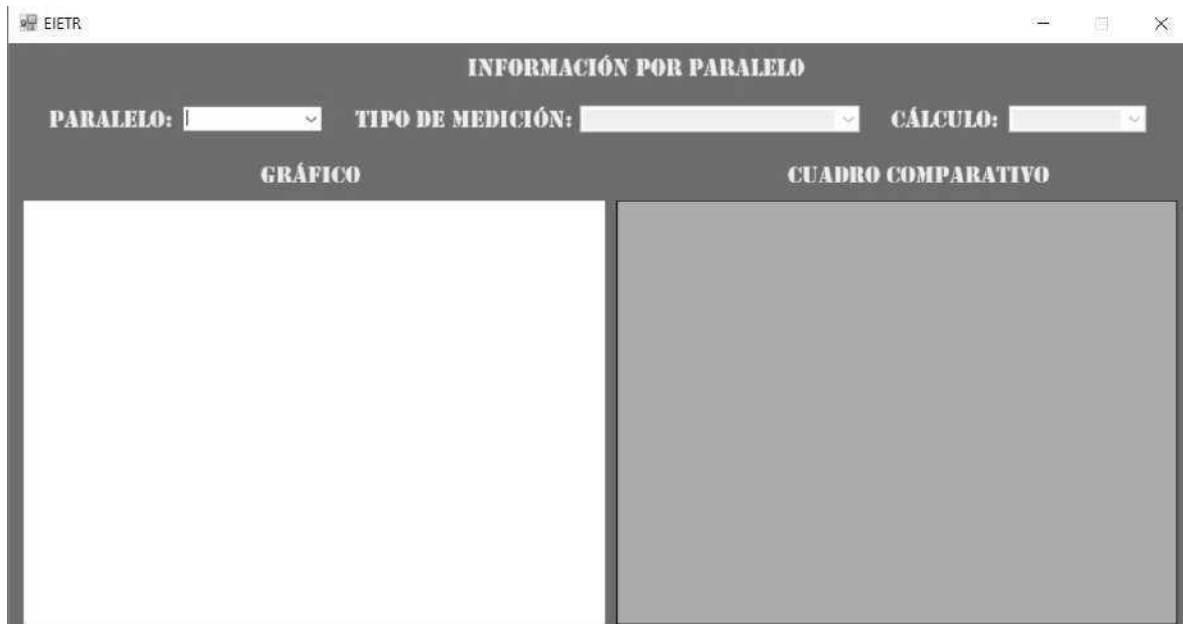 EIETR
INFORMACIÓN POR PARALELO
PARALELO: TIPO DE MEDICIÓN: CÁLCULO:
GRÁFICO CUADRO COMPARATIVO